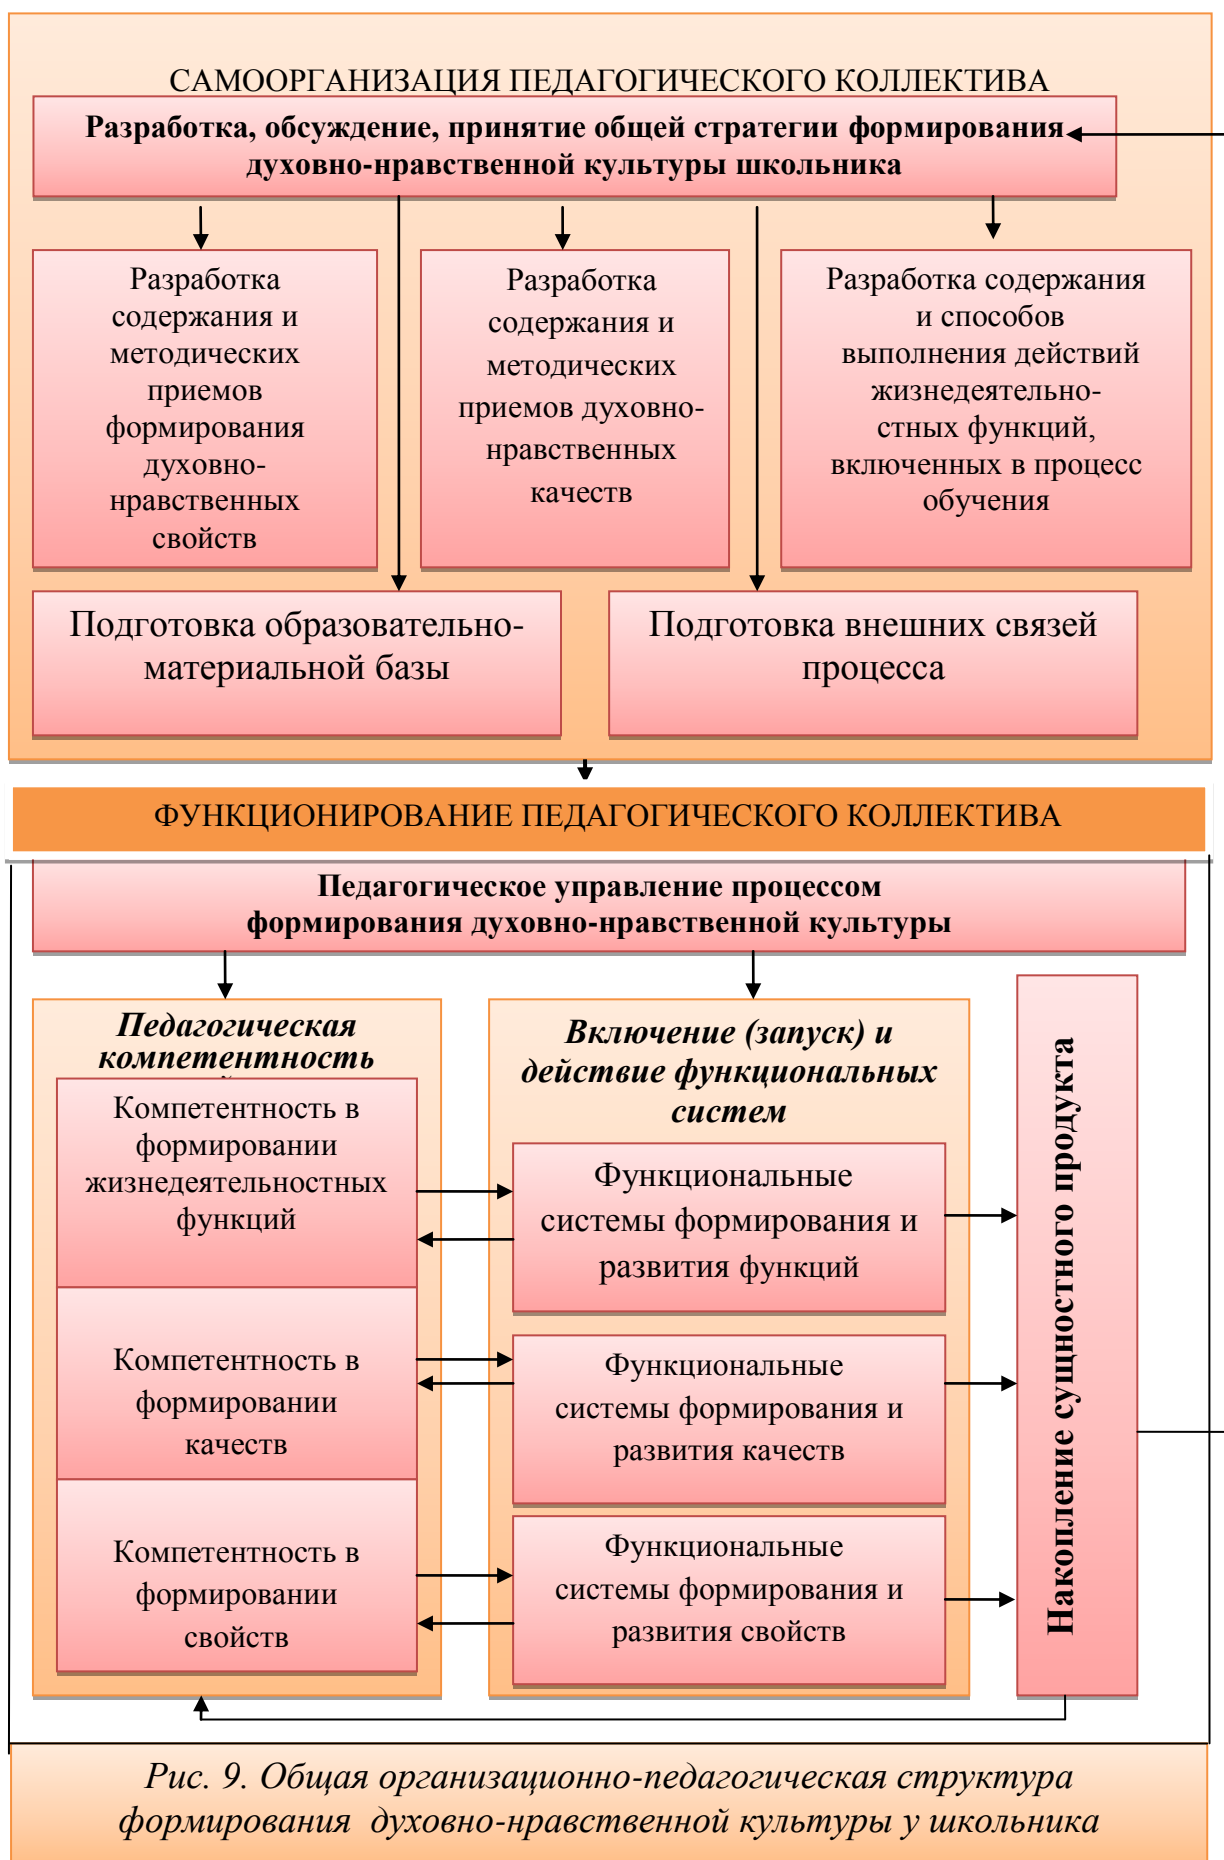 САМООРГАНИЗАЦИЯ ПЕДАГОГИЧЕСКОГО КОЛЛЕКТИВА
Разработка, обсуждение, принятие общей стратегии формирования
духовно-нравственной культуры школьника
Разработка
содержания и
методических
приемов
формирования
духовно-
нравственных
свойств
Разработка
содержания и
методических
приемов духовно-
нравственных
качеств
Разработка содержания
и способов
выполнения действий
жизнедеятельно-
стных функций,
включенных в процесс
обучения
Подготовка образовательно-
материальной базы
Подготовка внешних связей
процесса
ФУНКЦИОНИРОВАНИЕ ПЕДАГОГИЧЕСКОГО КОЛЛЕКТИВА
Педагогическое управление процессом
формирования духовно-нравственной культуры
Педагогическая
компетентность
Компетентность в
формировании
жизнедеятельностных
функций
Компетентность в
формировании
качеств
Компетентность в
формировании
свойств
Включение (запуск) и
действие функциональных
систем
Функциональные
системы формирования и
развития функций
Функциональные
системы формирования и
развития качеств
Функциональные
системы формирования и
развития свойств
Накопление сущностного продукта
Рис. 9. Общая организационно-педагогическая структура
формирования духовно-нравственной культуры у школьника